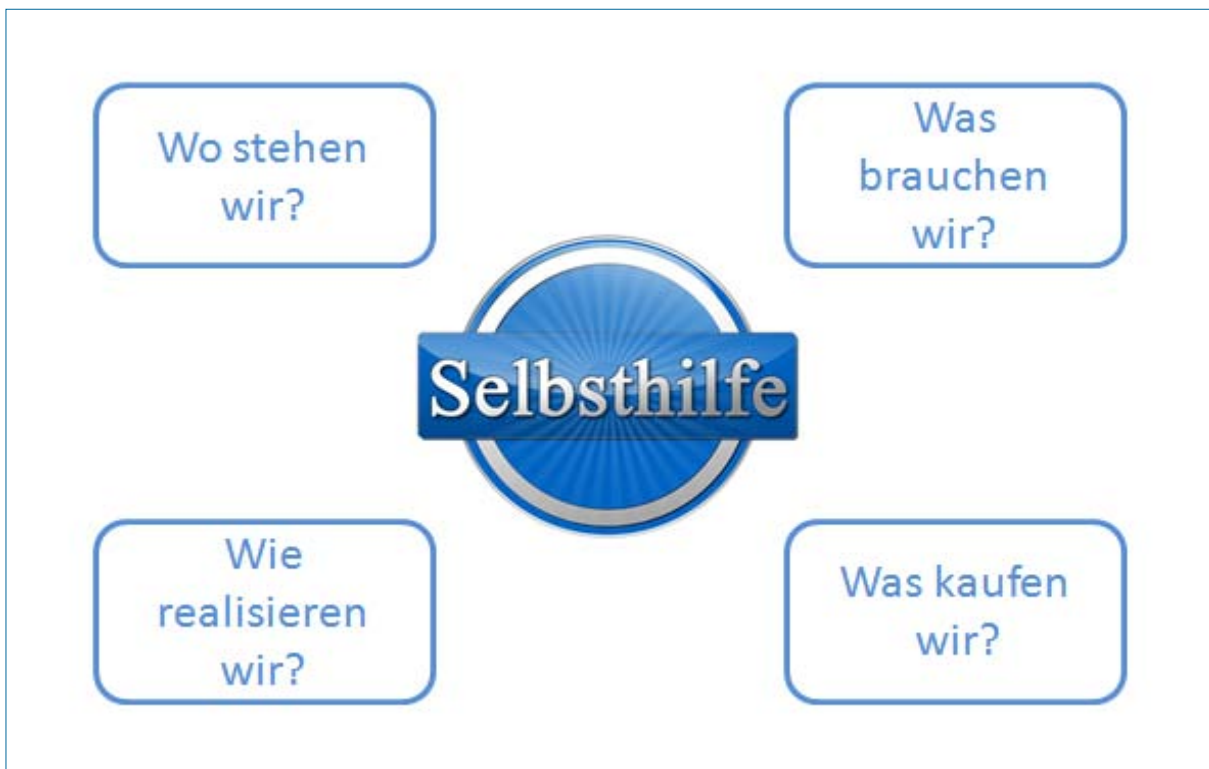 Wo stehen
wir?
Was
brauchen
wir?
Selbsthilfe
Wie
realisieren
wir?
Was kaufen
wir?